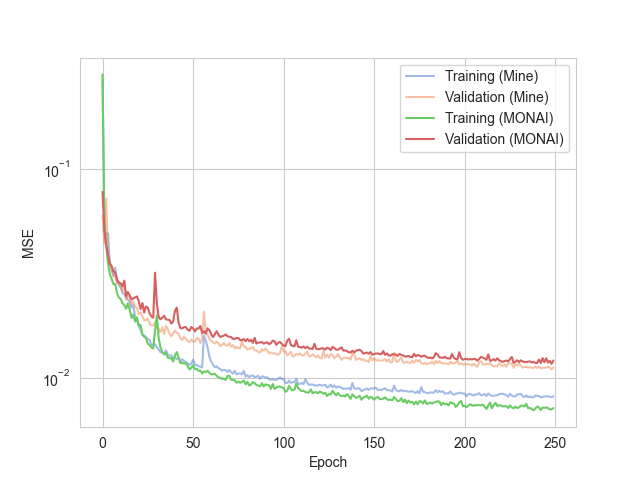 Training (Mine)
Validation (Mine)
Training (MONAI)
Validation (MONAI)
10⁻¹
10⁻²
MSE
0
50
100
150
200
250
Epoch